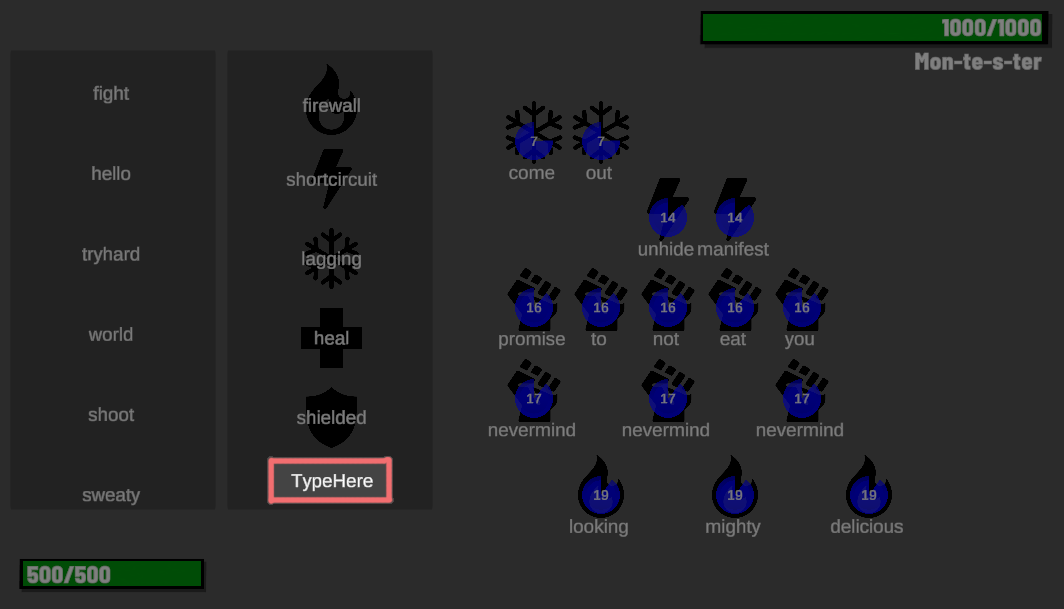 1000/1000
Mon-te-s-ter
fight
hello
tryhard
world
shoot
sweaty
firewall
shortcircuit
lagging
heal
shielded
TypeHere
7 7
come out
14 14
unhide manifest
16 16 16 16 16
promise to not eat you
17 17 17
nevermind nevermind nevermind
19 19 19
looking mighty delicious
500/500